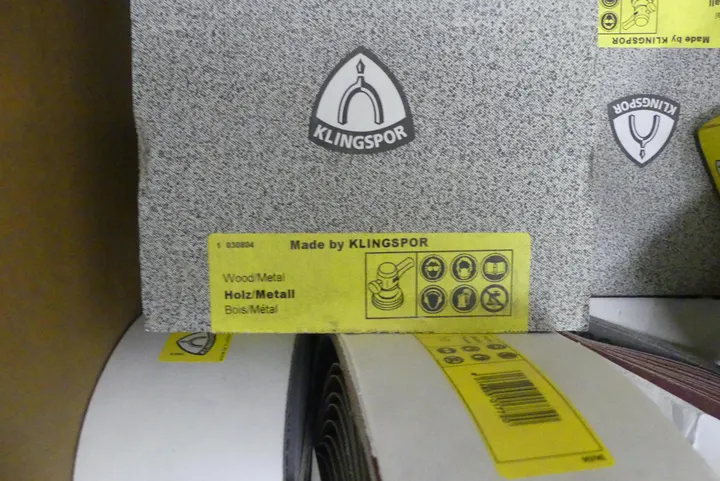 KLINGSPOR
1 030804
Made by KLINGSPOR
Wood/Metal
Holz/Metall
Bois/Métal
Made by KLINGSPOR
KLINGSPOR